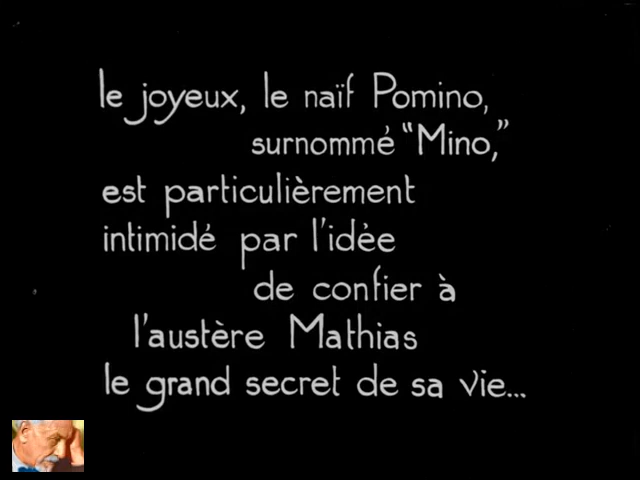 le joyeux, le naïf Pomino,
surnommé "Mino,"
est particulièrement
intimidé par l'idée
de confier à
l'austère Mathias
le grand secret de sa vie...